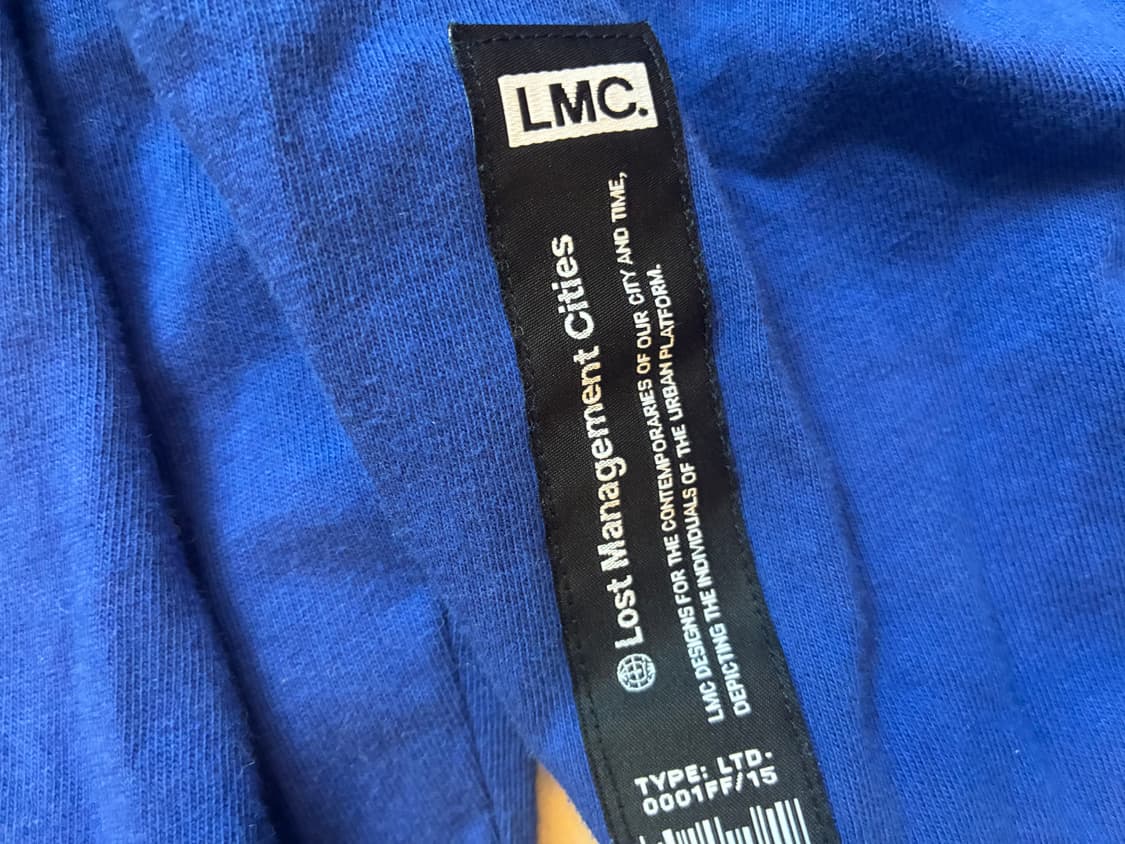 LMC.
Lost Management Cities
LMC DESIGNS FOR THE CONTEMPORARIES OF OUR CITY AND TIME,
DEPICTING THE INDIVIDUALS OF THE URBAN PLATFORM.
TYPE: LTD.
0001FF/15